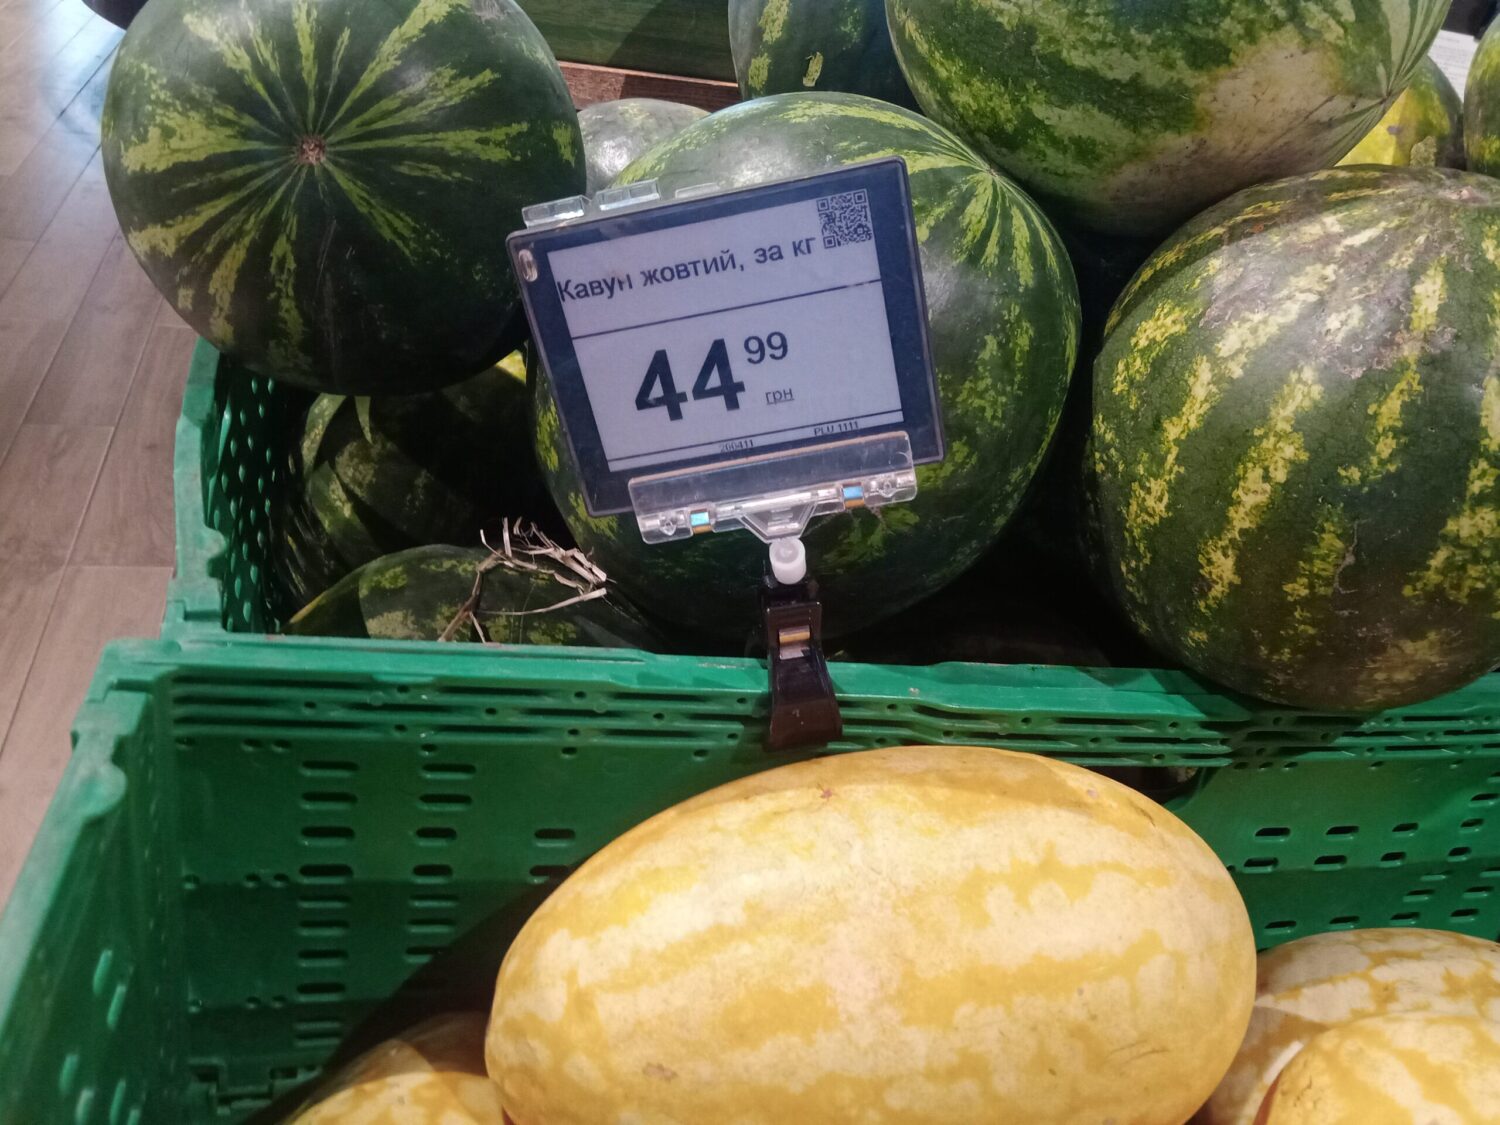 Кавун жовтий, за кг
44 99
грн
PLU 1111